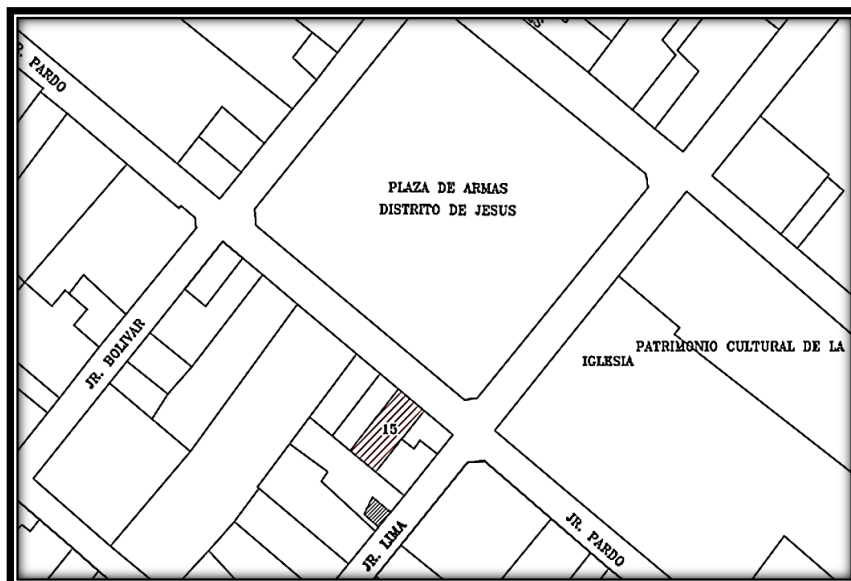 R. PARDO
PLAZA DE ARMAS
DISTRITO DE JESUS
JR. BOLIVAR
PATRIMONIO CULTURAL DE LA
IGLESIA
15
JR. LIMA
JR. PARDO